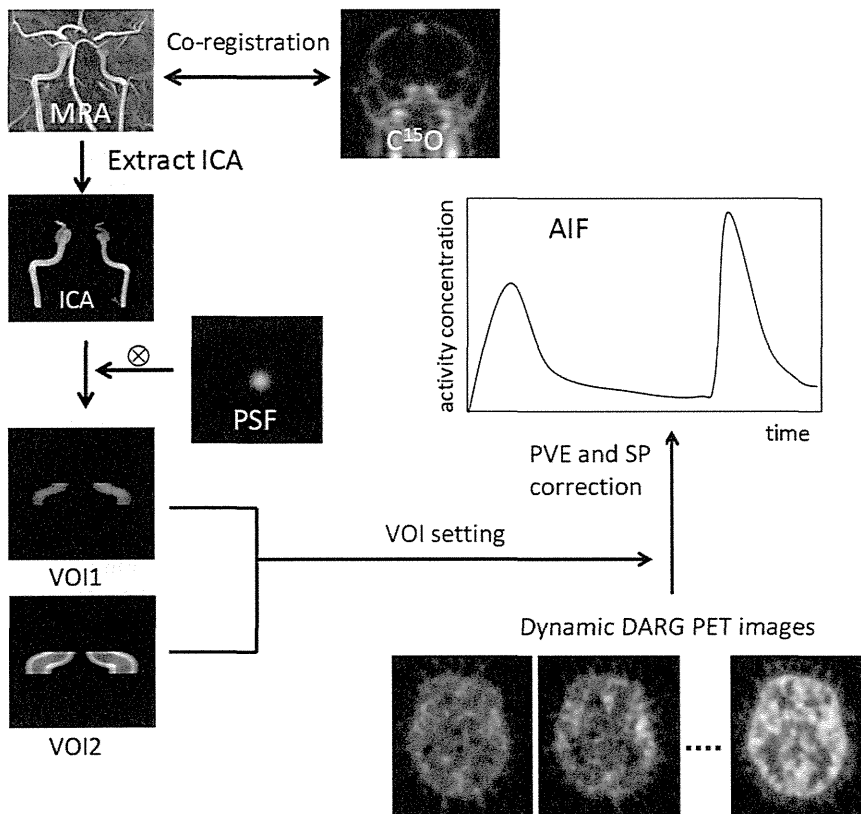 Co-registration
MRA
C¹⁵O
Extract ICA
ICA
⊗
PSF
AIF
activity concentration
time
PVE and SP
correction
VOI setting
VOI1
VOI2
Dynamic DARG PET images